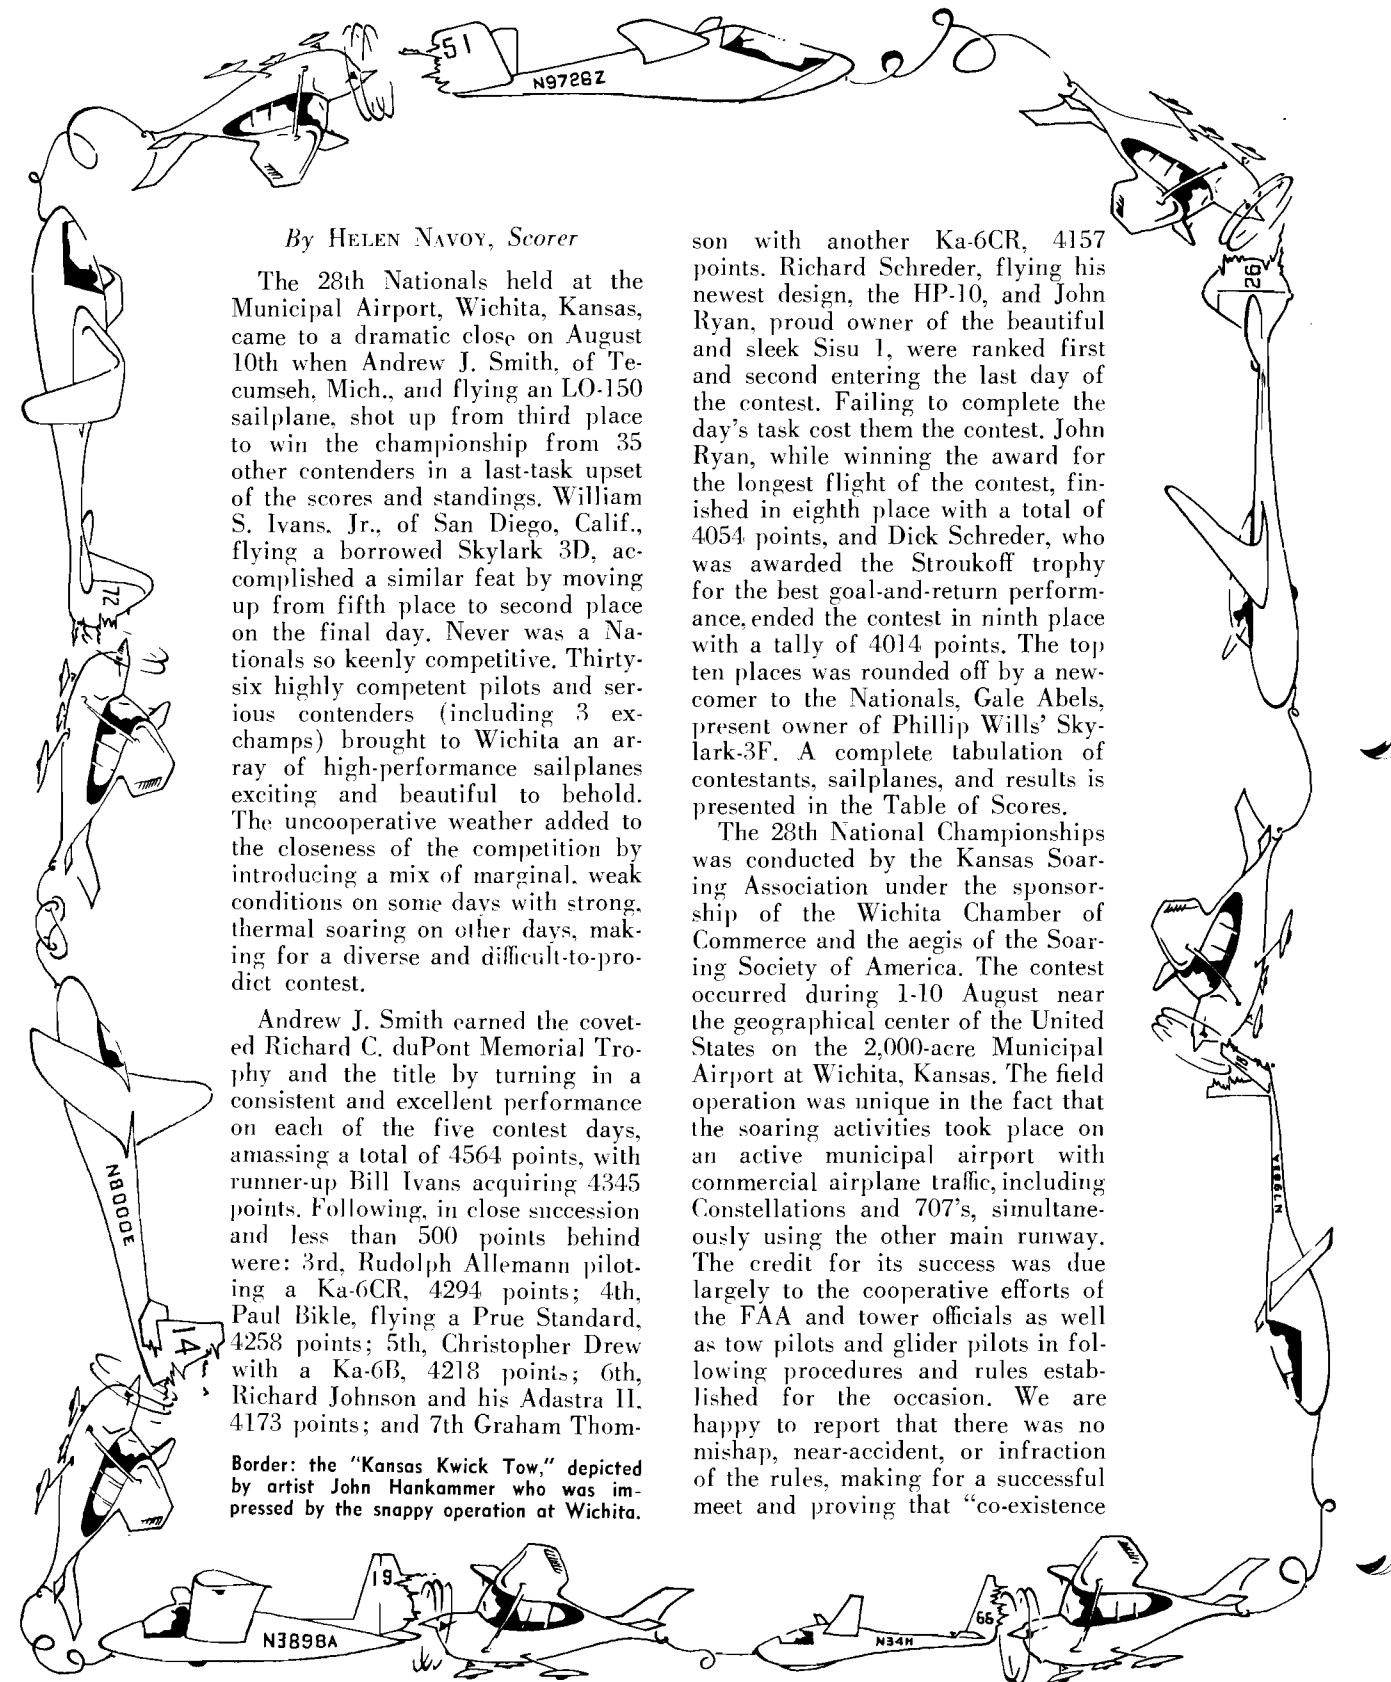 51
N9726Z
26
72
N8000E
14
18
19
N3898A
N34H
66
By HELEN NAVOY, Scorer
The 28th Nationals held at the
Municipal Airport, Wichita, Kansas,
came to a dramatic close on August
10th when Andrew J. Smith, of Te-
cumseh, Mich., and flying an LO-150
sailplane, shot up from third place
to win the championship from 35
other contenders in a last-task upset
of the scores and standings. William
S. Ivans, Jr., of San Diego, Calif.,
flying a borrowed Skylark 3D, ac-
complished a similar feat by moving
up from fifth place to second place
on the final day. Never was a Na-
tionals so keenly competitive. Thirty-
six highly competent pilots and ser-
ious contenders (including 3 ex-
champs) brought to Wichita an ar-
ray of high-performance sailplanes
exciting and beautiful to behold.
The uncooperative weather added to
the closeness of the competition by
introducing a mix of marginal, weak
conditions on some days with strong,
thermal soaring on other days, mak-
ing for a diverse and difficult-to-pro-
dict contest.
Andrew J. Smith earned the covet-
ed Richard C. duPont Memorial Tro-
phy and the title by turning in a
consistent and excellent performance
on each of the five contest days,
amassing a total of 4564 points, with
runner-up Bill Ivans acquiring 4345
points. Following, in close succession
and less than 500 points behind
were: 3rd, Rudolph Allemann pilot-
ing a Ka-6CR, 4294 points; 4th,
Paul Bikle, flying a Prue Standard,
4258 points; 5th, Christopher Drew
with a Ka-6B, 4218 points; 6th,
Richard Johnson and his Adastra II,
4173 points; and 7th Graham Thom-
Border: the "Kansas Kwick Tow," depicted
by artist John Hankammer who was im-
pressed by the snappy operation at Wichita.
son with another Ka-6CR, 4157
points. Richard Schreder, flying his
newest design, the HP-10, and John
Ryan, proud owner of the beautiful
and sleek Sisu 1, were ranked first
and second entering the last day of
the contest. Failing to complete the
day's task cost them the contest. John
Ryan, while winning the award for
the longest flight of the contest, fin-
ished in eighth place with a total of
4054 points, and Dick Schreder, who
was awarded the Stroukoff trophy
for the best goal-and-return perform-
ance, ended the contest in ninth place
with a tally of 4014 points. The top
ten places was rounded off by a new-
comer to the Nationals, Gale Abels,
present owner of Phillip Wills' Sky-
lark-3F. A complete tabulation of
contestants, sailplanes, and results is
presented in the Table of Scores.
The 28th National Championships
was conducted by the Kansas Soar-
ing Association under the sponsor-
ship of the Wichita Chamber of
Commerce and the aegis of the Soar-
ing Society of America. The contest
occurred during 1-10 August near
the geographical center of the United
States on the 2,000-acre Municipal
Airport at Wichita, Kansas. The field
operation was unique in the fact that
the soaring activities took place on
an active municipal airport with
commercial airplane traffic, including
Constellations and 707's, simultane-
ously using the other main runway.
The credit for its success was due
largely to the cooperative efforts of
the FAA and tower officials as well
as tow pilots and glider pilots in fol-
lowing procedures and rules estab-
lished for the occasion. We are
happy to report that there was no
mishap, near-accident, or infraction
of the rules, making for a successful
meet and proving that "co-existence